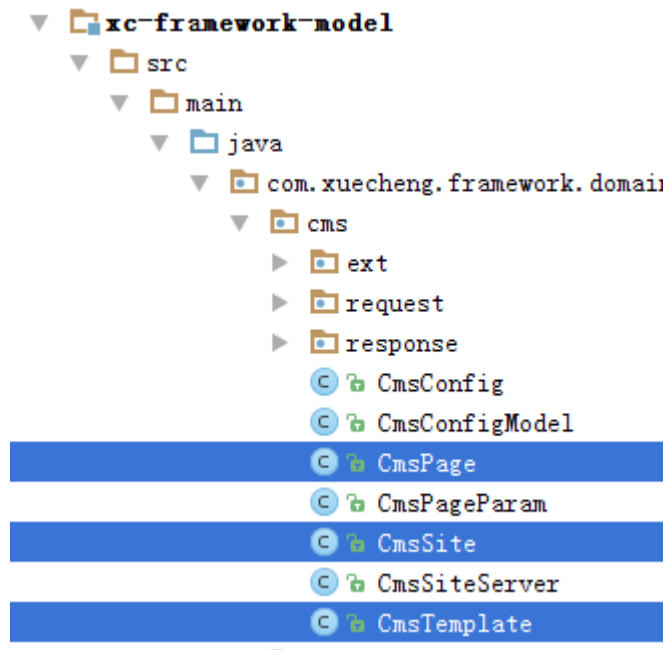 xc-framework-model
src
main
java
com.xuecheng.framework.domain
cms
ext
request
response
CmsConfig
CmsConfigModel
CmsPage
CmsPageParam
CmsSite
CmsSiteServer
CmsTemplate